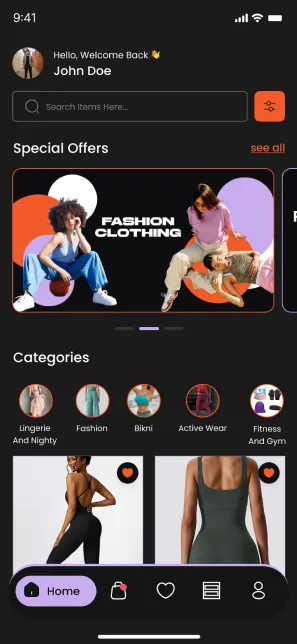 9:41
Hello, Welcome Back 👋
John Doe
Search Items Here...
Special Offers
see all
FASHION
CLOTHING
F
Categories
Lingerie
And Nighty
Fashion
Bikni
Active Wear
Fitness
And Gym
Home